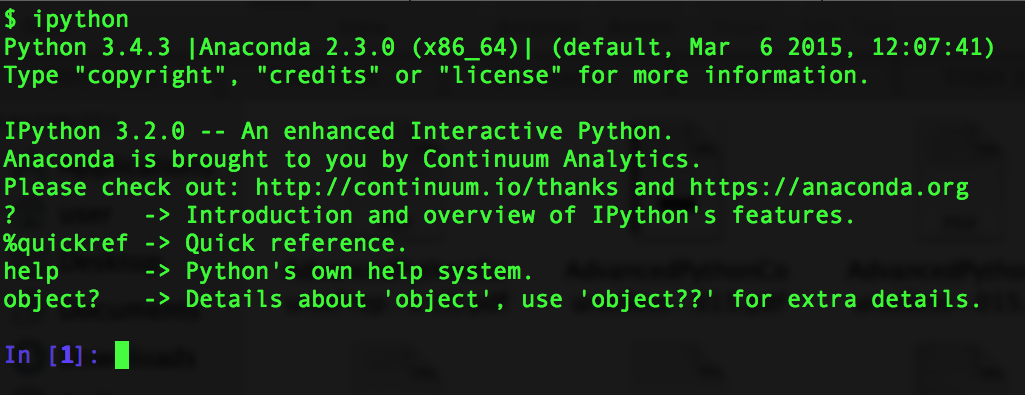 $ ipython
Python 3.4.3 |Anaconda 2.3.0 (x86_64)| (default, Mar  6 2015, 12:07:41)
Type "copyright", "credits" or "license" for more information.
IPython 3.2.0 -- An enhanced Interactive Python.
Anaconda is brought to you by Continuum Analytics.
Please check out: http://continuum.io/thanks and https://anaconda.org
?         -> Introduction and overview of IPython's features.
%quickref -> Quick reference.
help      -> Python's own help system.
object?   -> Details about 'object', use 'object??' for extra details.
In [1]: